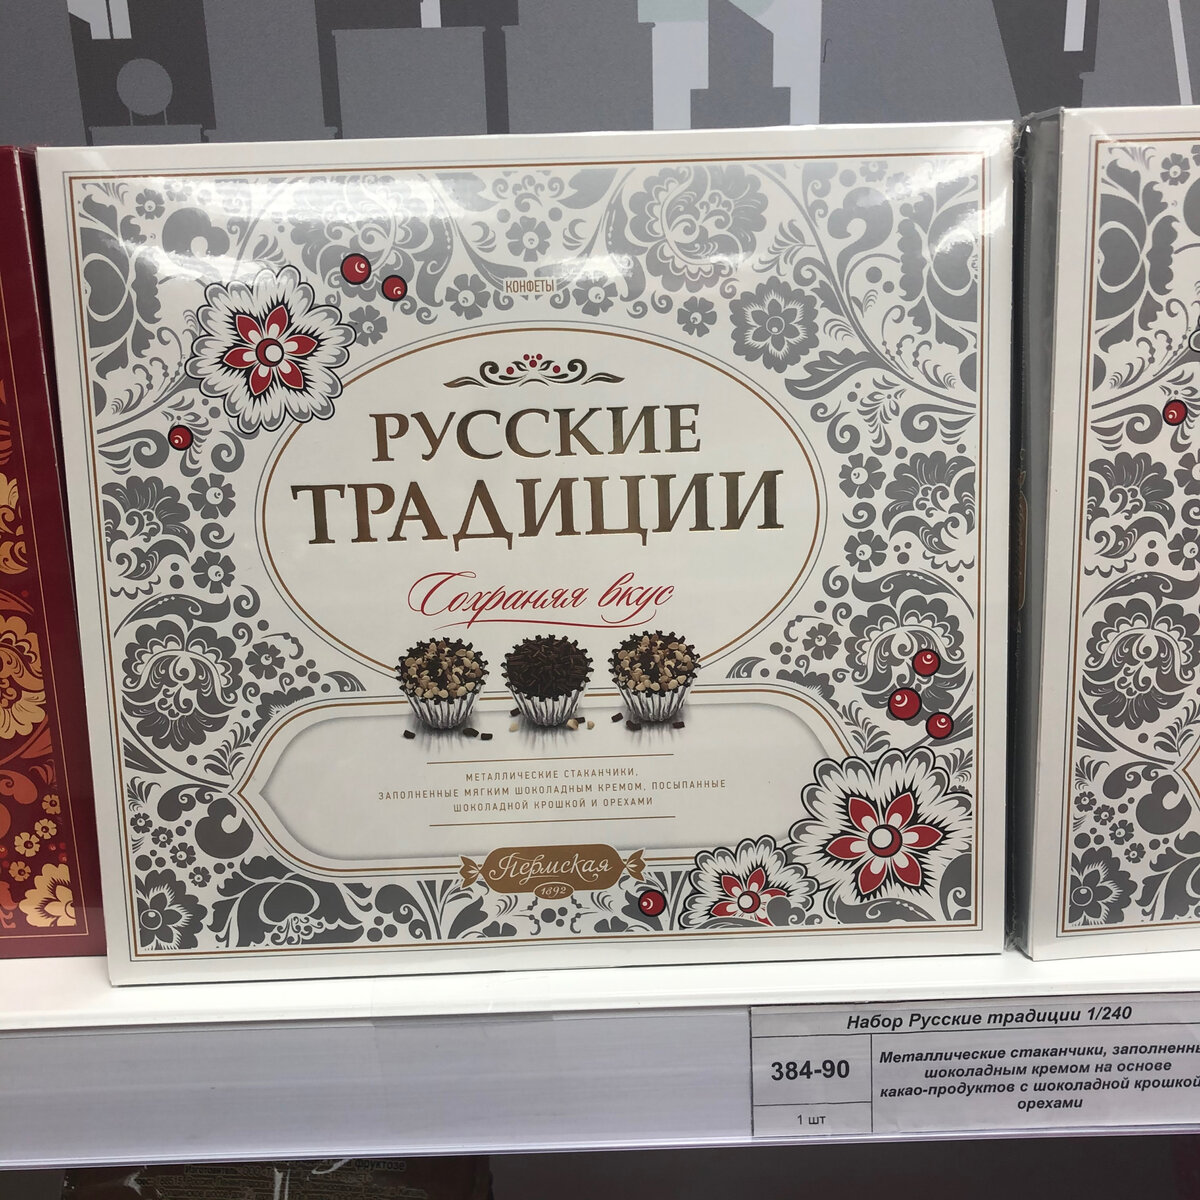 КОНФЕТЫ
РУССКИЕ
ТРАДИЦИИ
Сохраняя вкус
МЕТАЛЛИЧЕСКИЕ СТАКАНЧИКИ,
ЗАПОЛНЕННЫЕ МЯГКИМ ШОКОЛАДНЫМ КРЕМОМ, ПОСЫПАННЫЕ
ШОКОЛАДНОЙ КРОШКОЙ И ОРЕХАМИ
Пермская
1892
Набор Русские традиции 1/240
384-90
1 шт
Металлические стаканчики, заполненны
шоколадным кремом на основе
какао-продуктов с шоколадной крошкой
орехами
фруктозе